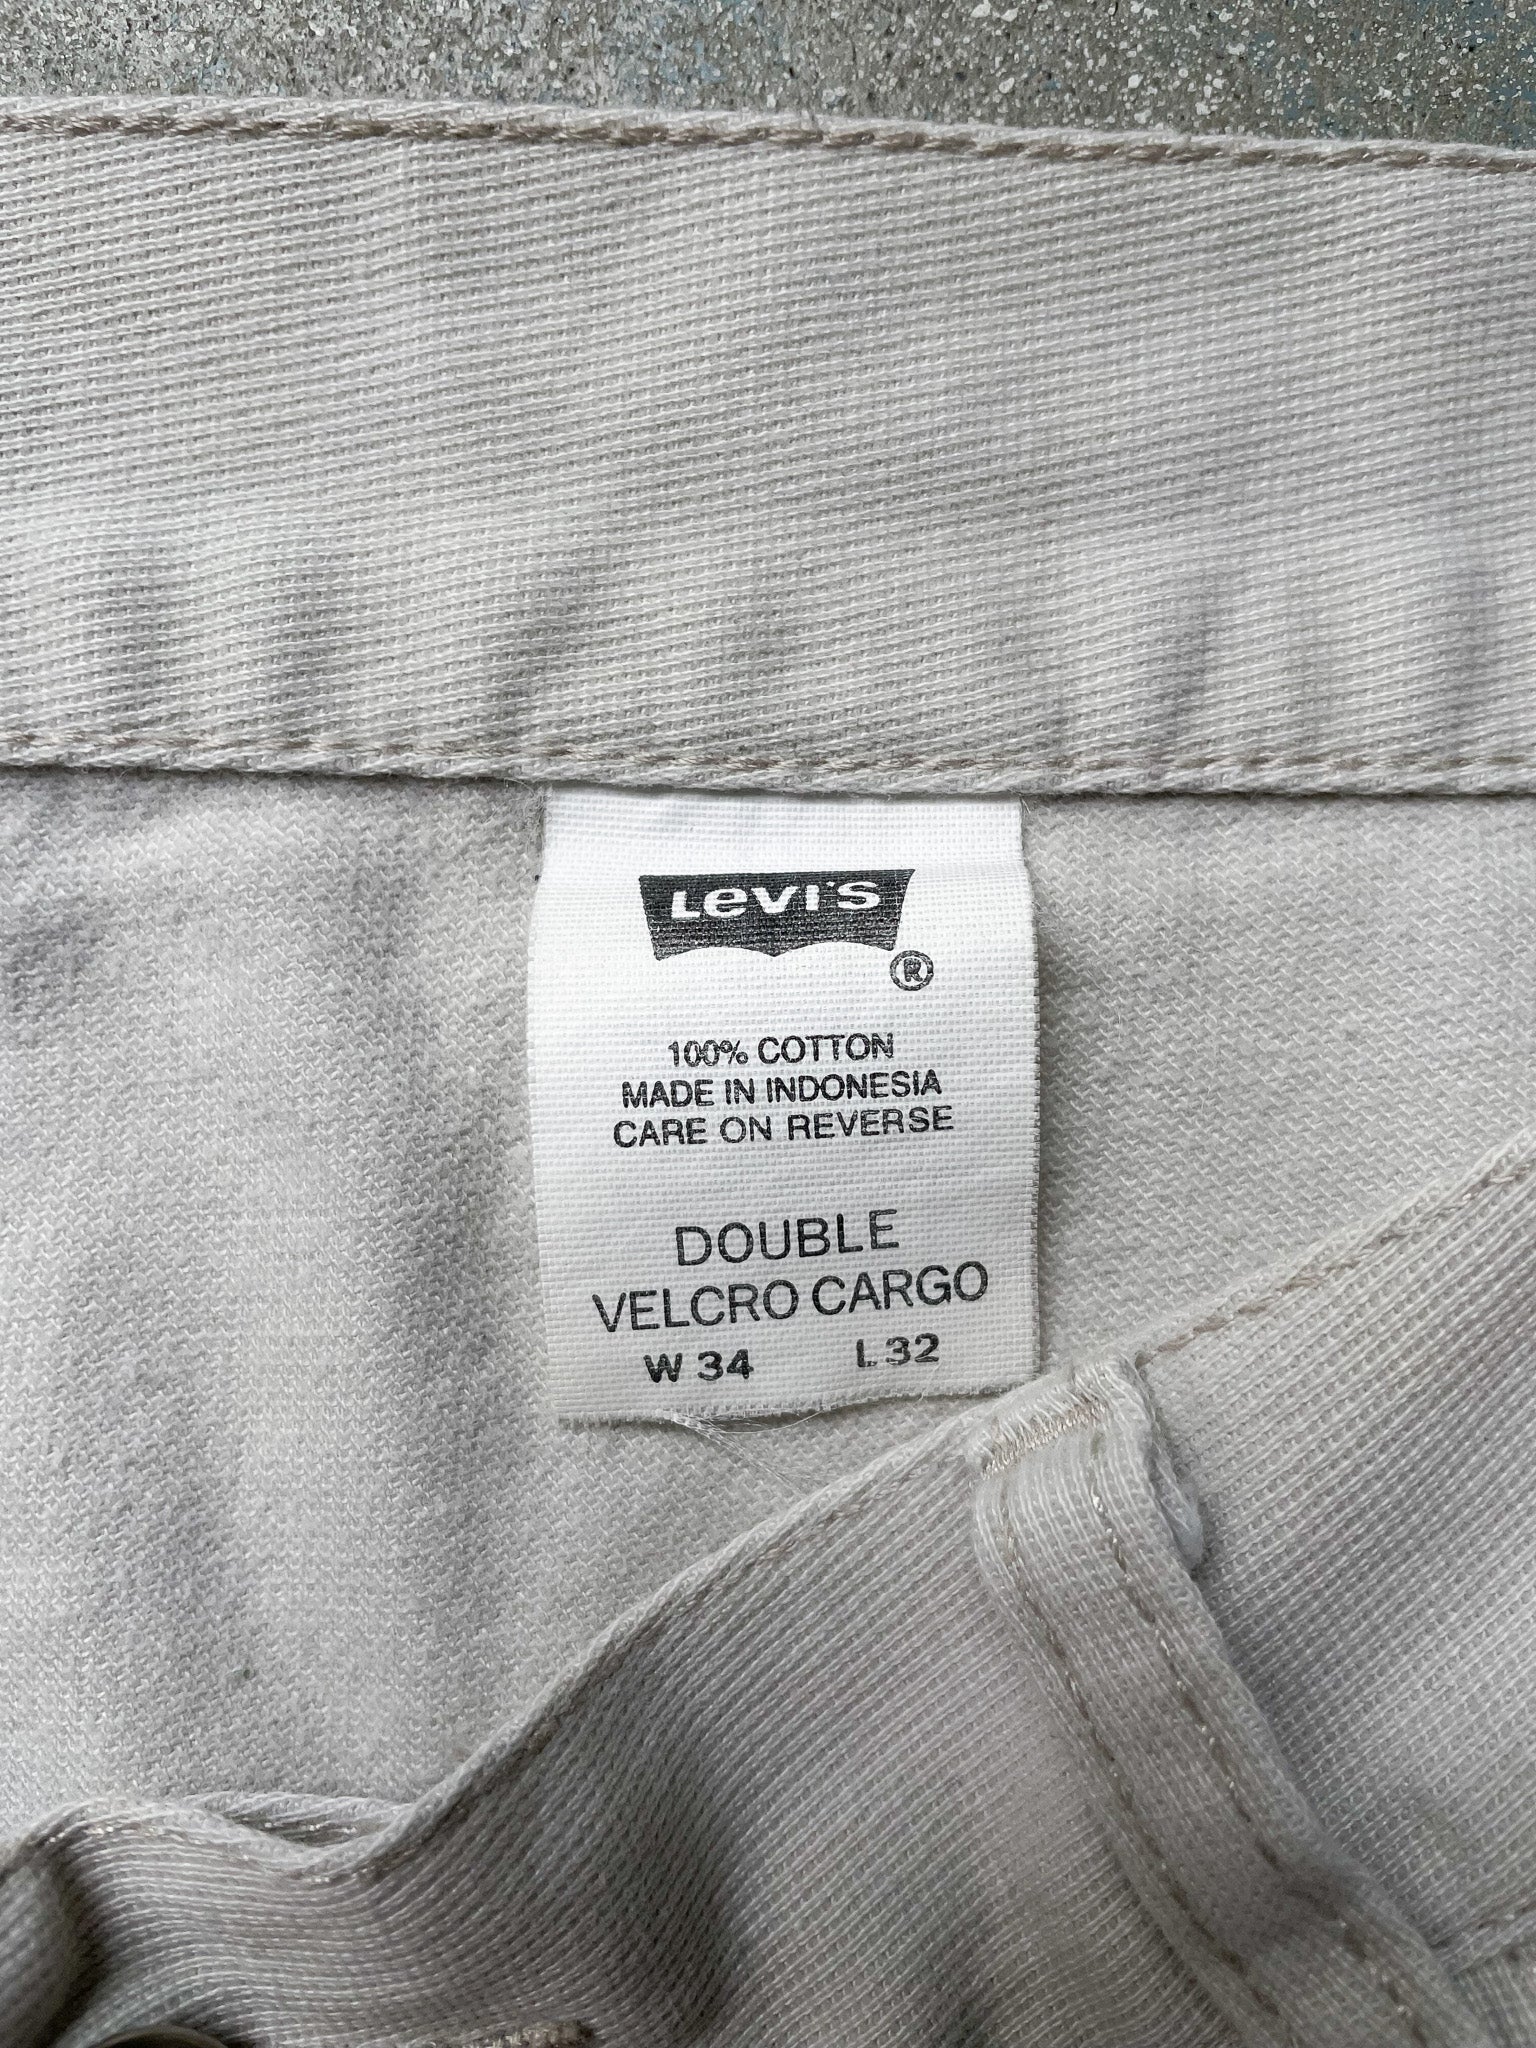 Levi's
®
100% COTTON
MADE IN INDONESIA
CARE ON REVERSE
DOUBLE
VELCRO CARGO
W 34 L 32